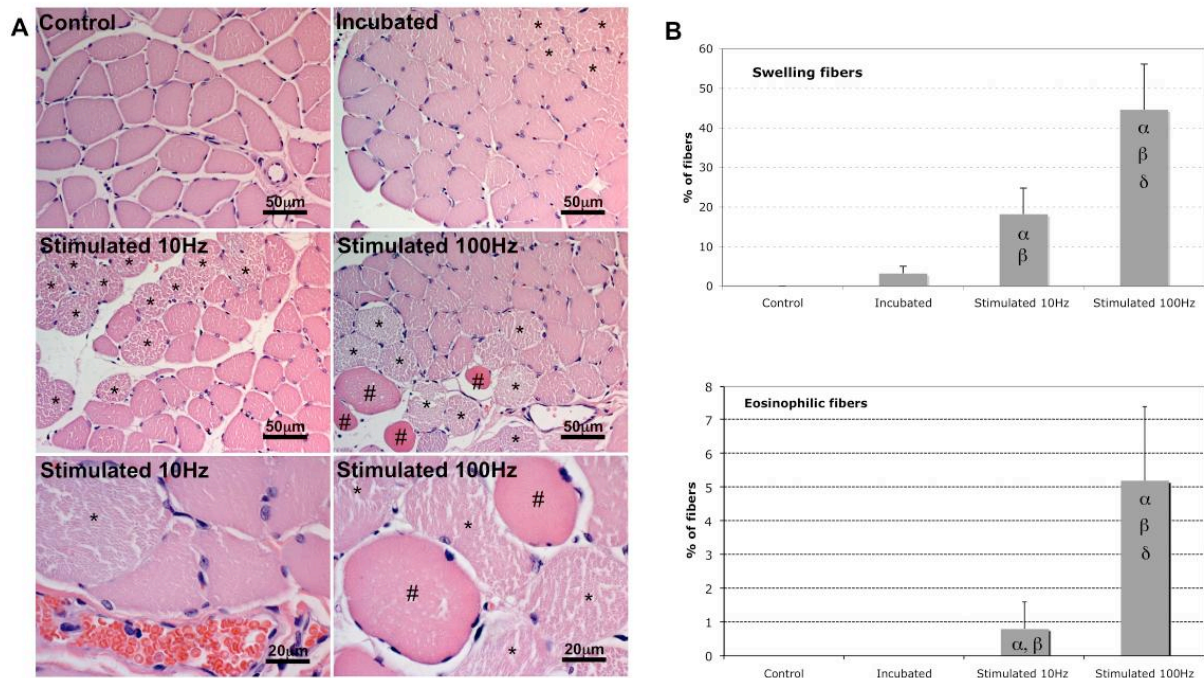 A
Control
Incubated
* * * *
50µm
50µm
Stimulated 10Hz
Stimulated 100Hz
* * * * * * * * * * *
* * * * * * * *
# # # #
50µm
50µm
Stimulated 10Hz
Stimulated 100Hz
*
* * * *
# #
20µm
20µm
B
Swelling fibers
% of fibers
60
50
40
30
20
10
0
α
β
α
β
δ
Control Incubated Stimulated 10Hz Stimulated 100Hz
Eosinophilic fibers
% of fibers
8
7
6
5
4
3
2
1
0
α, β
α
β
δ
Control Incubated Stimulated 10Hz Stimulated 100Hz